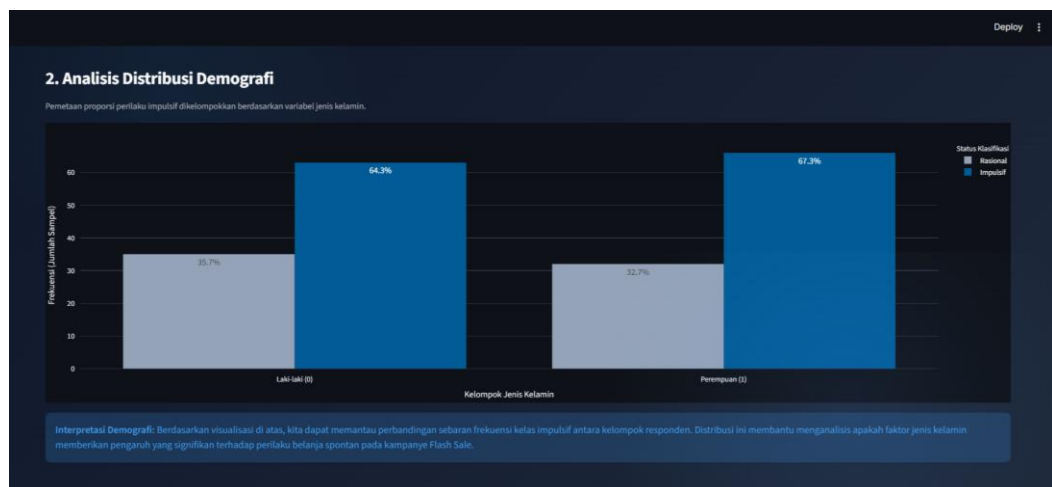 Deploy
2. Analisis Distribusi Demografi
Pemetaan proporsi perilaku impulsif dikelompokkan berdasarkan variabel jenis kelamin.
Status Klasifikasi
Rasional
Impulsif
64.3%
67.3%
35.7%
32.7%
60
50
40
30
20
10
0
Frekuensi (Jumlah Sampel)
Laki-laki (0)
Perempuan (1)
Kelompok Jenis Kelamin
Interpretasi Demografi: Berdasarkan visualisasi di atas, kita dapat memantau perbandingan sebaran frekuensi kelas impulsif antara kelompok responden. Distribusi ini membantu menganalisis apakah faktor jenis kelamin
memberikan pengaruh yang signifikan terhadap perilaku belanja spontan pada kampanye Flash Sale.